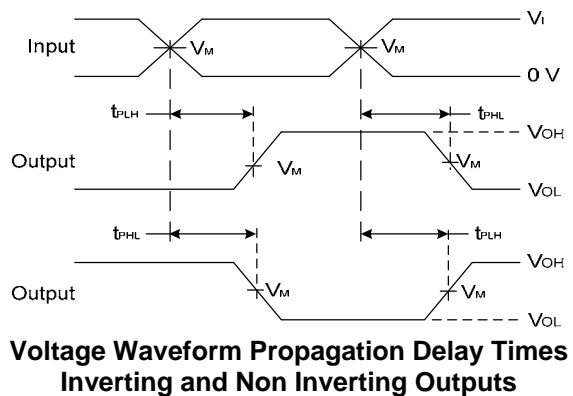 VI
Input VM VM
0 V
tPLH tPHL
VOH
Output VM VM
VOL
tPHL tPLH
VOH
Output VM VM
VOL
Voltage Waveform Propagation Delay Times
Inverting and Non Inverting Outputs